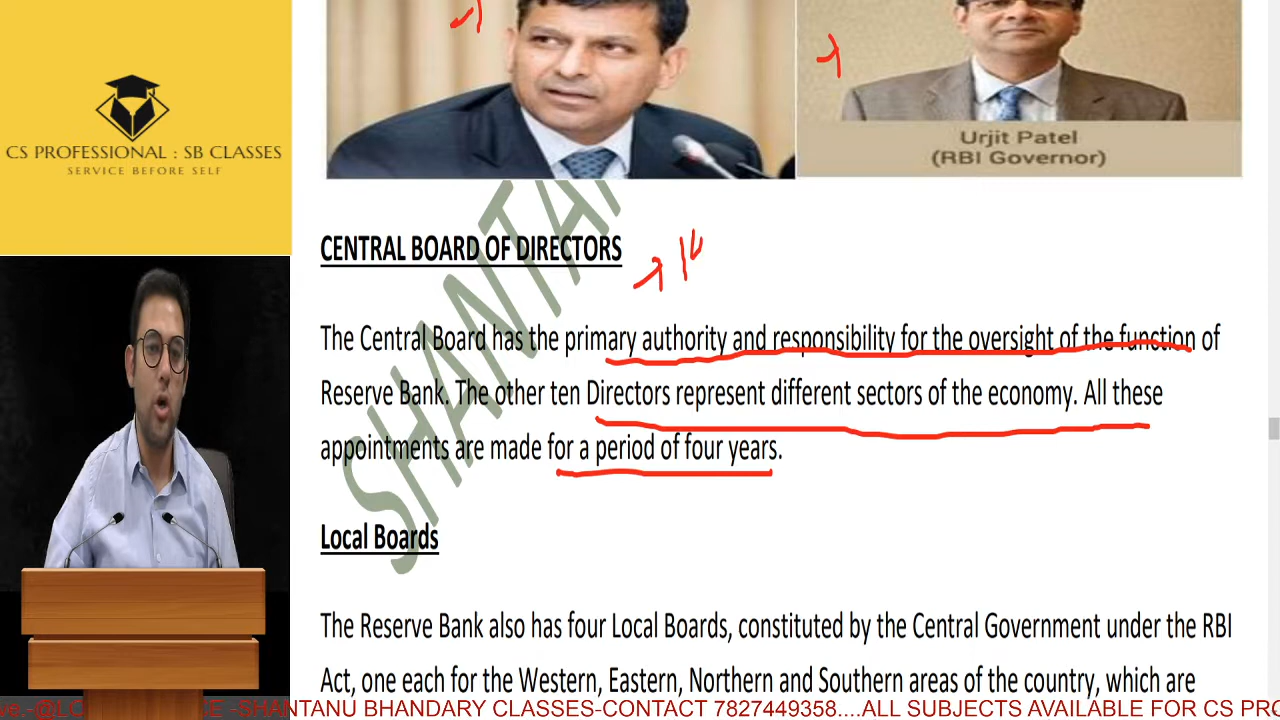 CS PROFESSIONAL : SB CLASSES
SERVICE BEFORE SELF
Urjit Patel
(RBI Governor)
CENTRAL BOARD OF DIRECTORS
The Central Board has the primary authority and responsibility for the oversight of the function of
Reserve Bank. The other ten Directors represent different sectors of the economy. All these
appointments are made for a period of four years.
Local Boards
The Reserve Bank also has four Local Boards, constituted by the Central Government under the RBI
Act, one each for the Western, Eastern, Northern and Southern areas of the country, which are
-SHANTANU BHANDARY CLASSES-CONTACT 7827449358....ALL SUBJECTS AVAILABLE FOR CS PRO